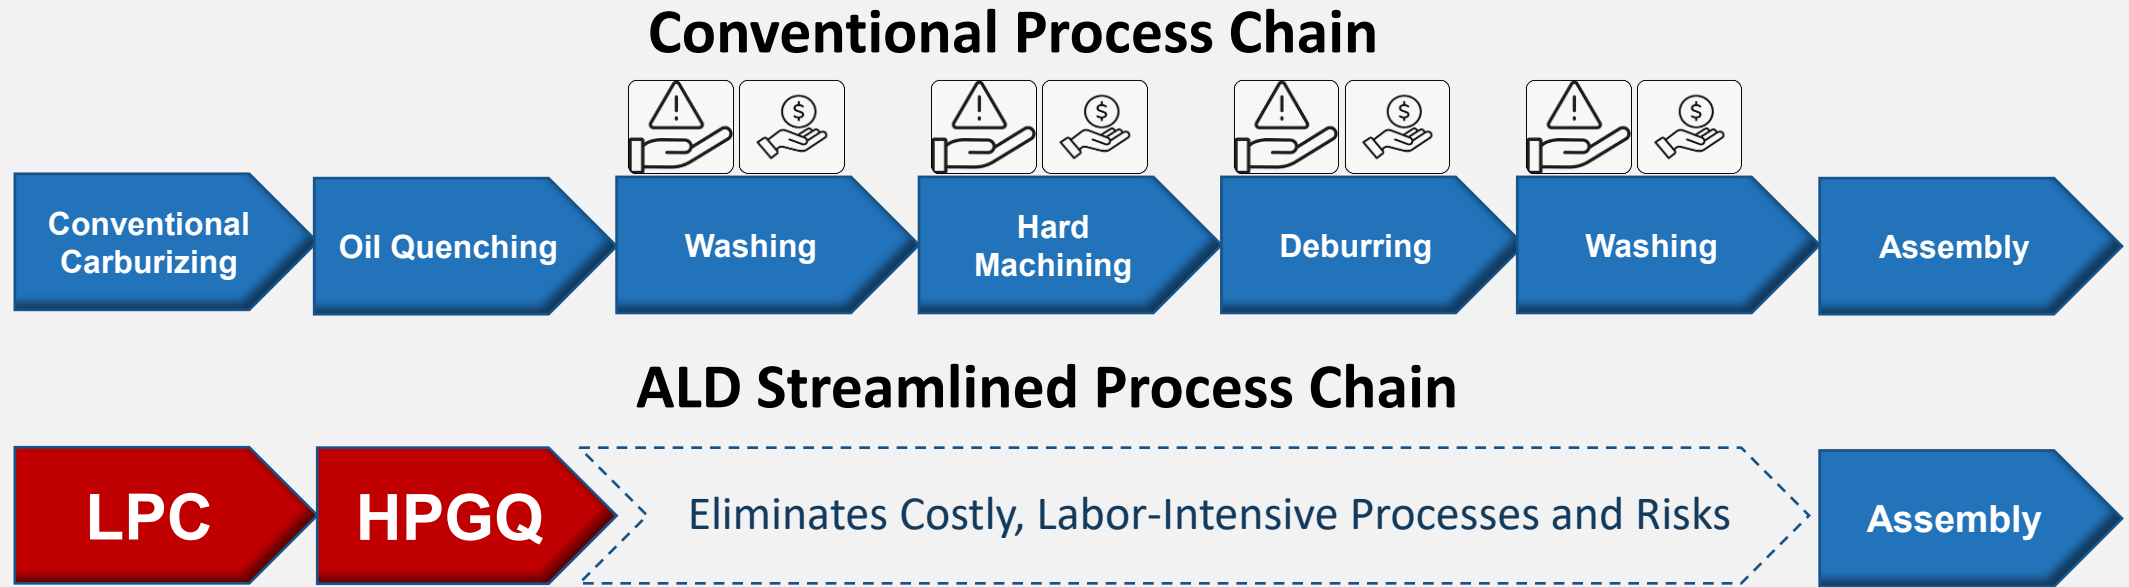 Conventional Process Chain
Conventional
Carburizing
Oil Quenching
Washing
Hard
Machining
Deburring
Washing
Assembly
ALD Streamlined Process Chain
LPC
HPGQ
Eliminates Costly, Labor-Intensive Processes and Risks
Assembly